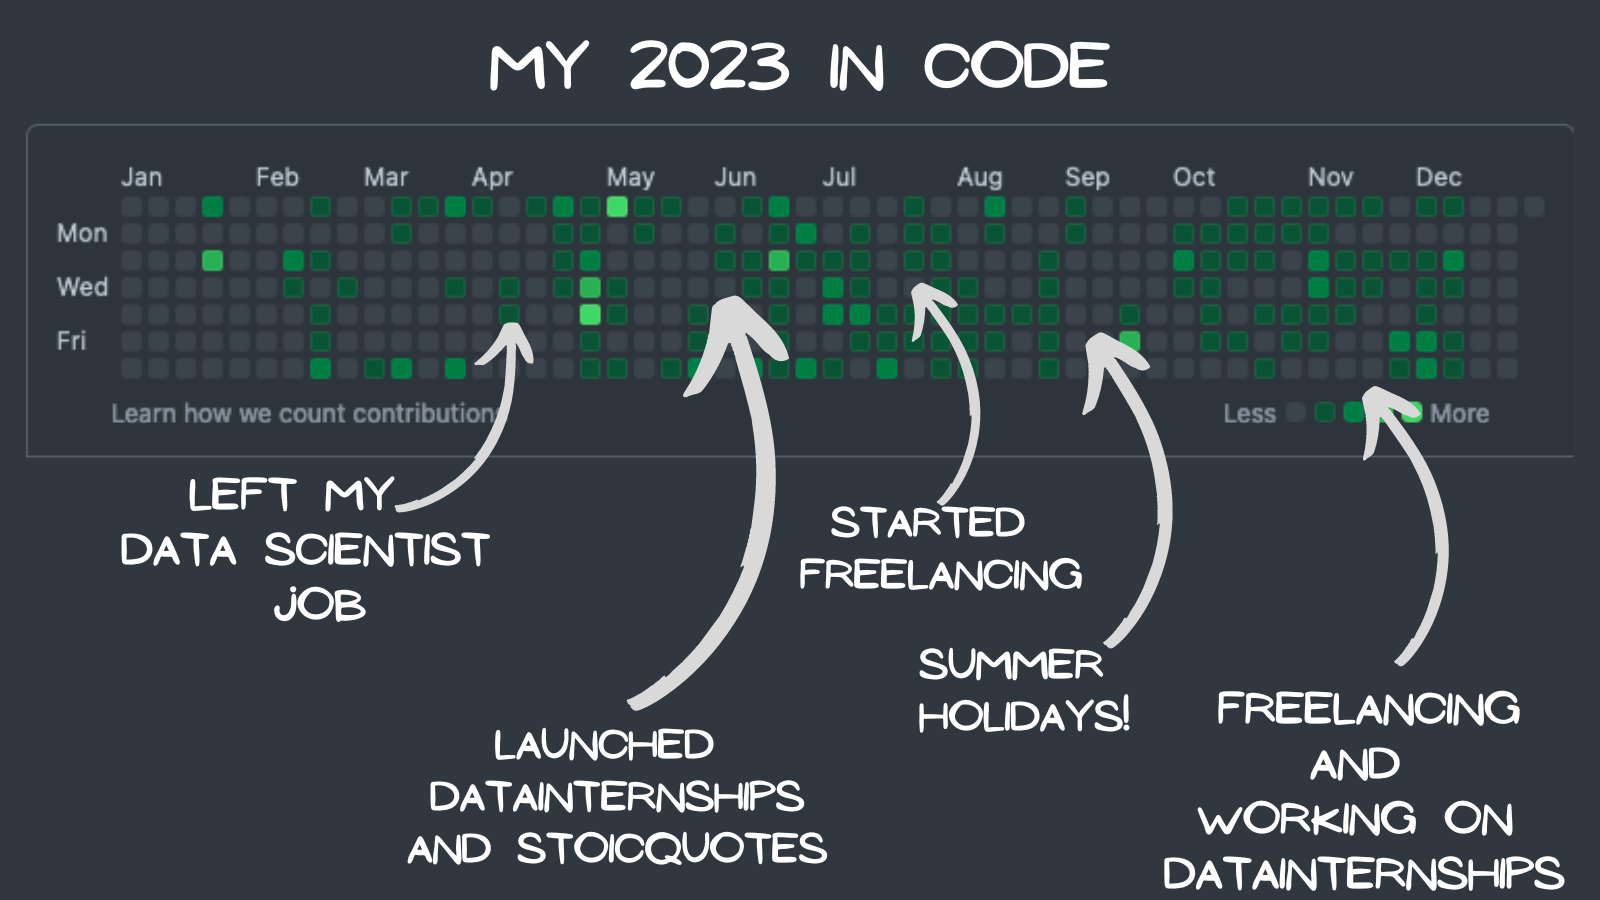 MY 2023 IN CODE
Jan Feb Mar Apr May Jun Jul Aug Sep Oct Nov Dec
Mon
Wed
Fri
Learn how we count contributions
Less More
LEFT MY
DATA SCIENTIST
JOB
STARTED
FREELANCING
SUMMER
HOLIDAYS!
LAUNCHED
DATAINTERNSHIPS
AND STOICQUOTES
FREELANCING
AND
WORKING ON
DATAINTERNSHIPS